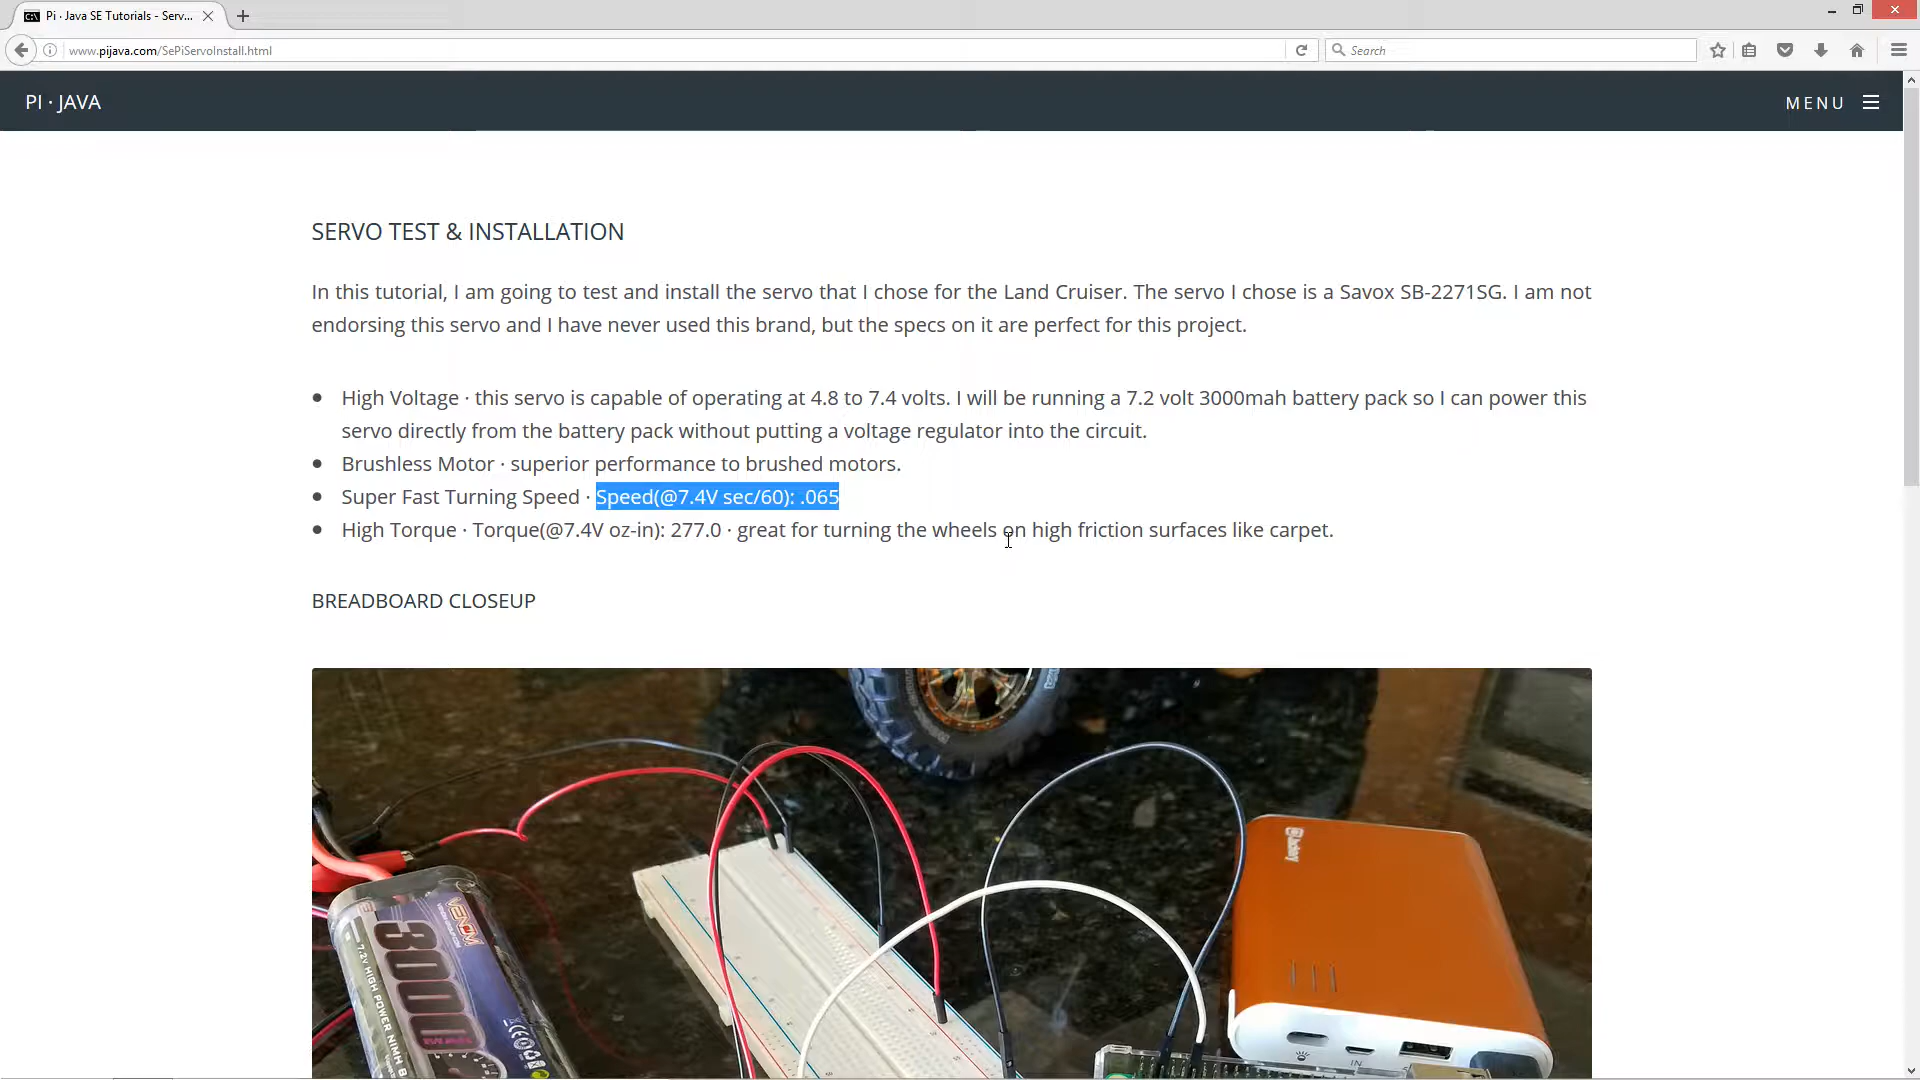 Pi · Java SE Tutorials - Serv...
www.pijava.com/SePiServoInstall.html
Search
PI · JAVA
MENU
SERVO TEST & INSTALLATION
In this tutorial, I am going to test and install the servo that I chose for the Land Cruiser. The servo I chose is a Savox SB-2271SG. I am not
endorsing this servo and I have never used this brand, but the specs on it are perfect for this project.
High Voltage · this servo is capable of operating at 4.8 to 7.4 volts. I will be running a 7.2 volt 3000mah battery pack so I can power this
servo directly from the battery pack without putting a voltage regulator into the circuit.
Brushless Motor · superior performance to brushed motors.
Super Fast Turning Speed · Speed(@7.4V sec/60): .065
High Torque · Torque(@7.4V oz-in): 277.0 · great for turning the wheels on high friction surfaces like carpet.
BREADBOARD CLOSEUP
VENOM
3000
7.2V HIGH POWER NIMH
IN